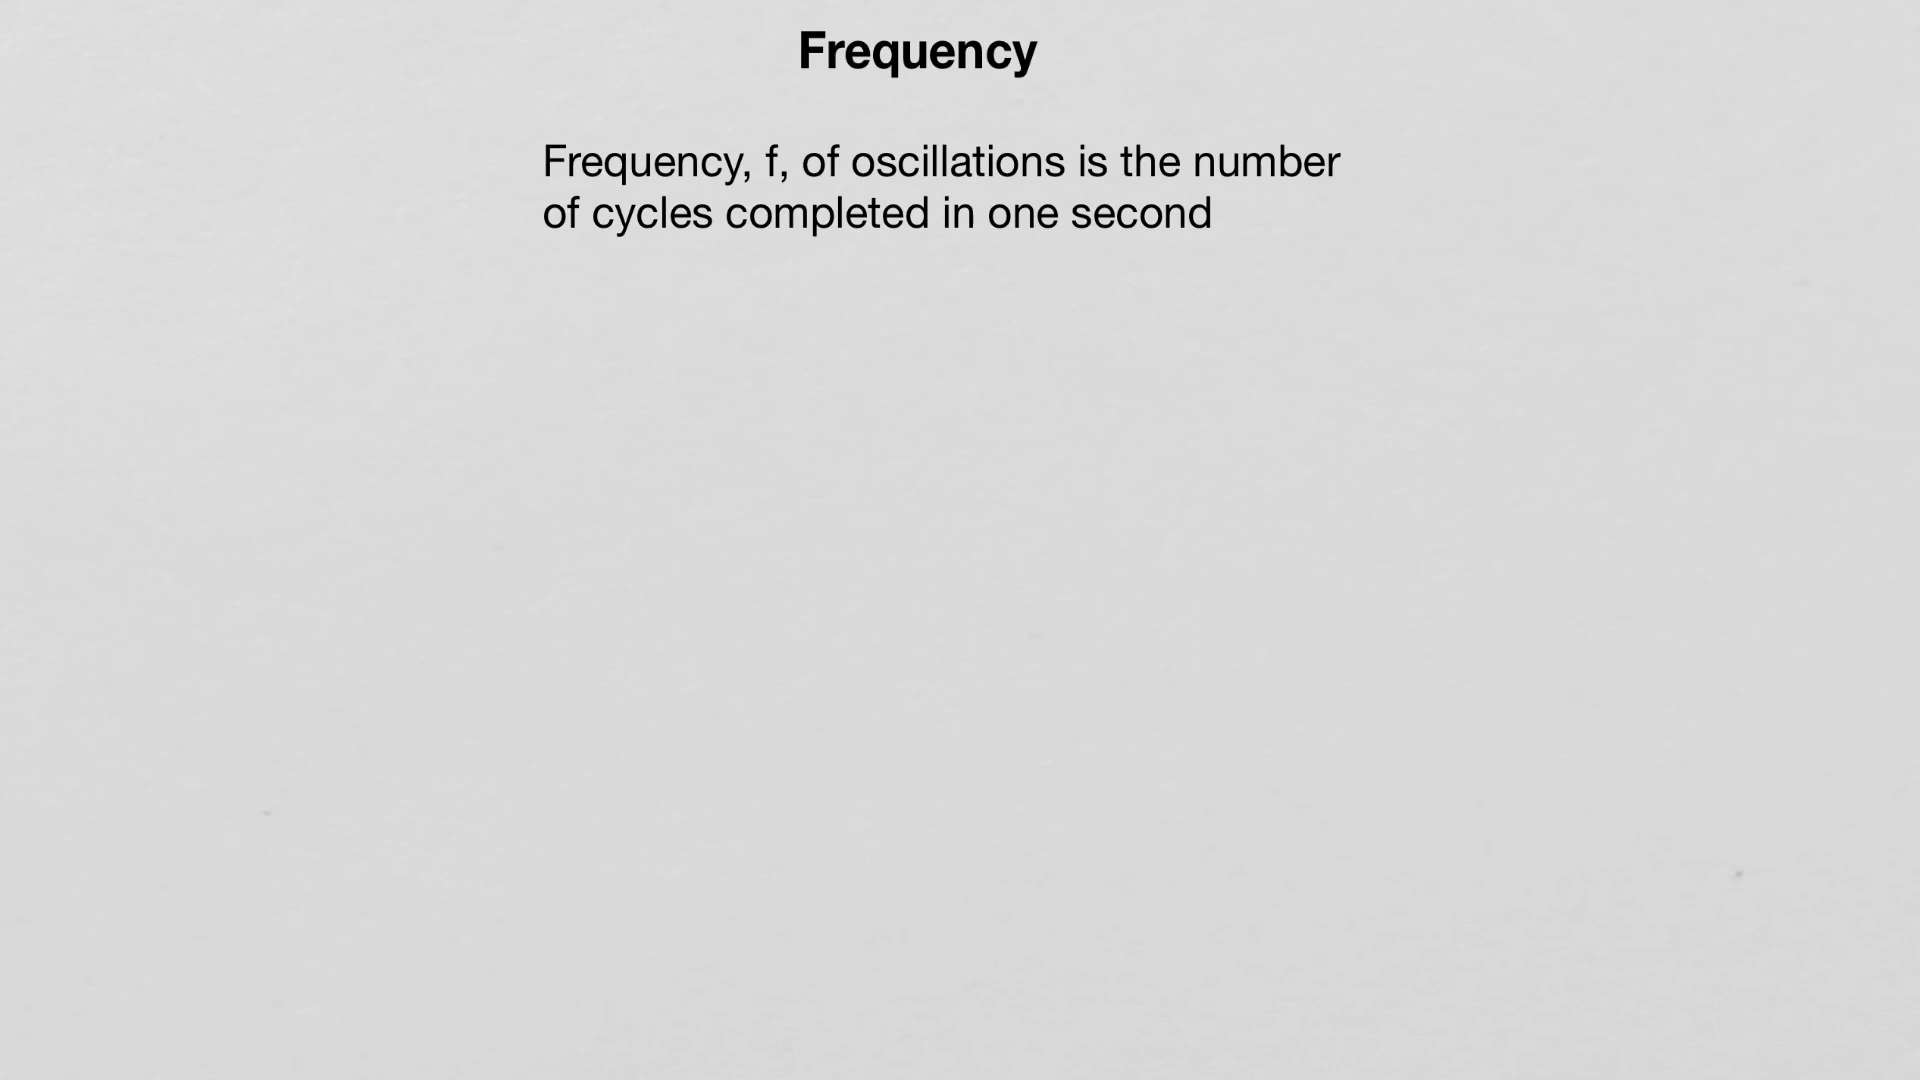 Frequency
Frequency, f, of oscillations is the number
of cycles completed in one second